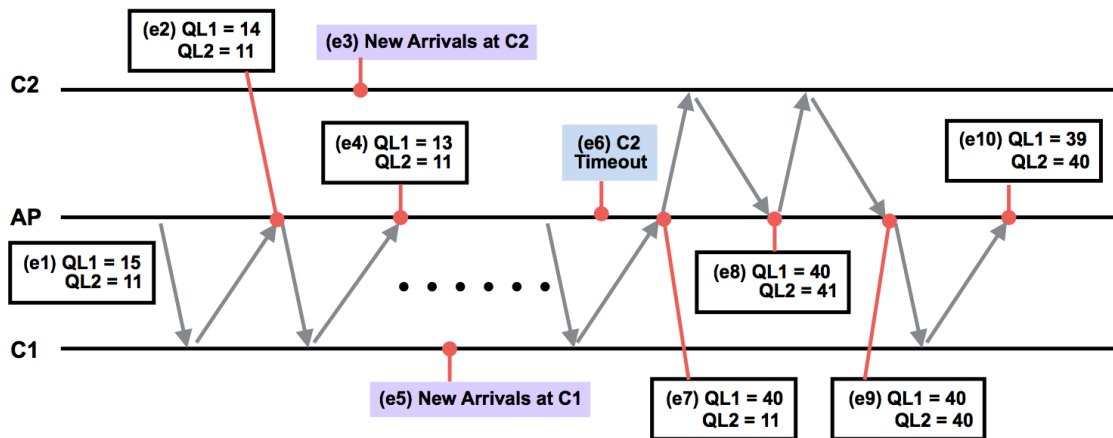 (e2) QL1 = 14
QL2 = 11
(e3) New Arrivals at C2
C2
(e4) QL1 = 13
QL2 = 11
(e6) C2
Timeout
(e10) QL1 = 39
QL2 = 40
AP
(e1) QL1 = 15
QL2 = 11
(e8) QL1 = 40
QL2 = 41
C1
(e5) New Arrivals at C1
(e7) QL1 = 40
QL2 = 11
(e9) QL1 = 40
QL2 = 40